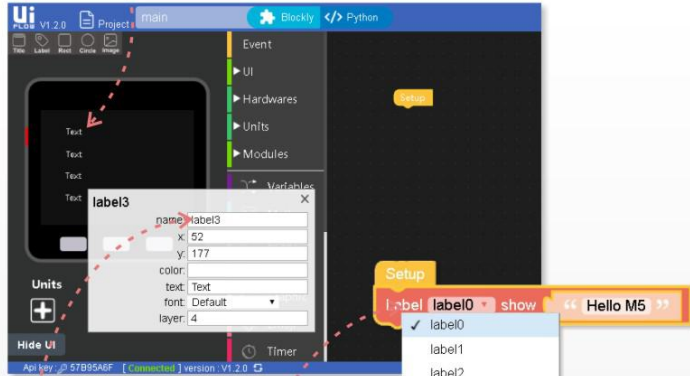 Ui
FLOW V1.2.0 Project main Blockly </> Python
Title Label Rect Circle Image
Event
UI
Hardwares
Units
Modules
Variables
Setup
Text
Text
Text
Text
label3 X
name: label3
x: 52
y: 177
color:
text: Text
font: Default
layer: 4
Units
Hide UI
Timer
Setup
Label label0 show “ Hello M5 ”
✓ label0
label1
label2
Api key: 57B95A6F [ Connected ] version : V1.2.0